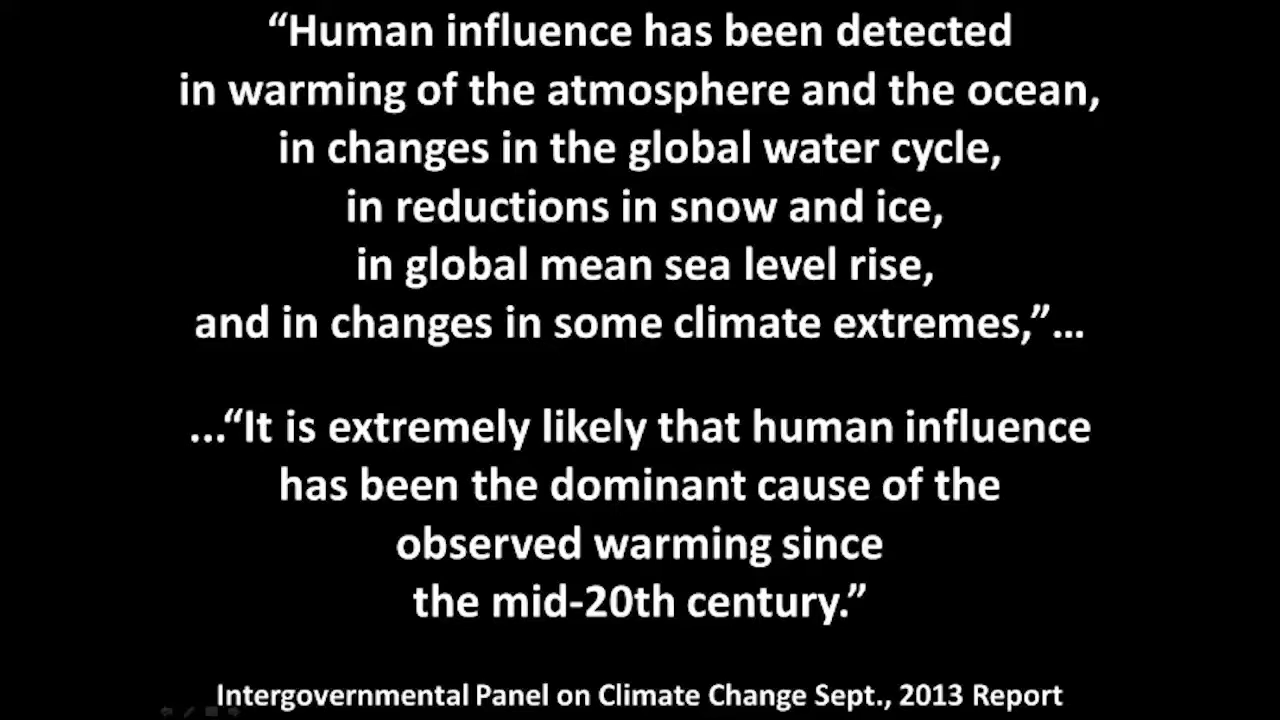 “Human influence has been detected
in warming of the atmosphere and the ocean,
in changes in the global water cycle,
in reductions in snow and ice,
in global mean sea level rise,
and in changes in some climate extremes,”...
...“It is extremely likely that human influence
has been the dominant cause of the
observed warming since
the mid-20th century.”
Intergovernmental Panel on Climate Change Sept., 2013 Report